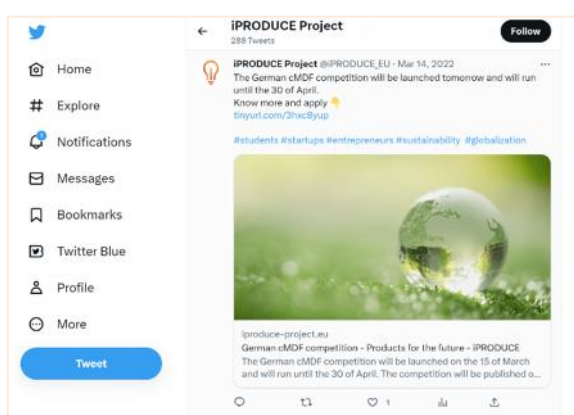 iPRODUCE Project
288 Tweets
Follow
Home
Explore
Notifications
Messages
Bookmarks
Twitter Blue
Profile
More
Tweet
iPRODUCE Project @iPRODUCE_EU · Mar 14, 2022
The German cMDF competition will be launched tomorrow and will run
until the 30 of April.
Know more and apply 👇
tinyurl.com/3hxc8yup
#students #startups #entrepreneurs #sustainability #globalization
iproduce-project.eu
German cMDF competition - Products for the future - iPRODUCE
The German cMDF competition will be launched on the 15 of March
and will run until the 30 of April. The competition will be published o...
1